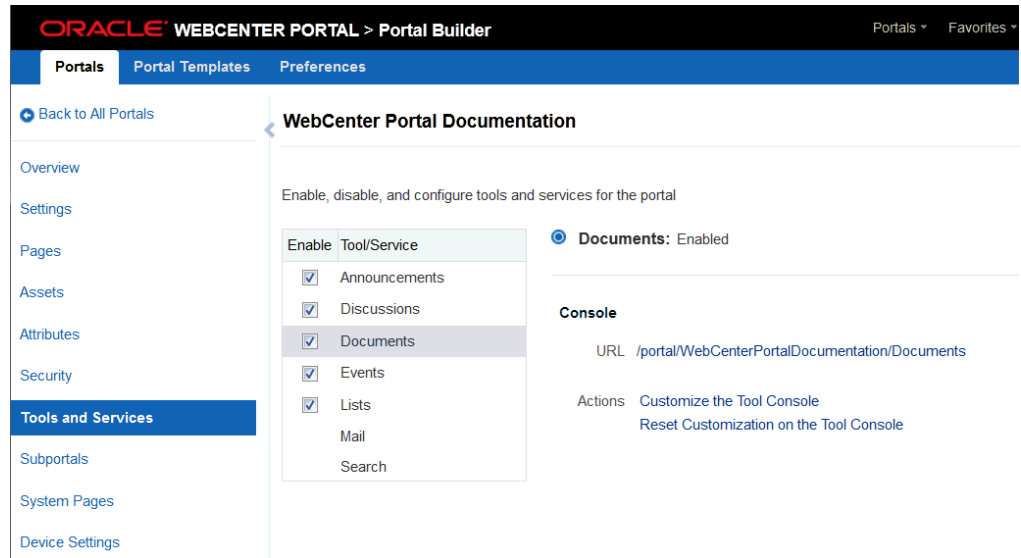 ORACLE WEBCENTER PORTAL > Portal Builder
Portals Favorites
Portals Portal Templates Preferences
Back to All Portals
Overview
Settings
Pages
Assets
Attributes
Security
Tools and Services
Subportals
System Pages
Device Settings
WebCenter Portal Documentation
Enable, disable, and configure tools and services for the portal
Enable Tool/Service
Announcements
Discussions
Documents
Events
Lists
Mail
Search
Documents: Enabled
Console
URL /portal/WebCenterPortalDocumentation/Documents
Actions Customize the Tool Console
Reset Customization on the Tool Console